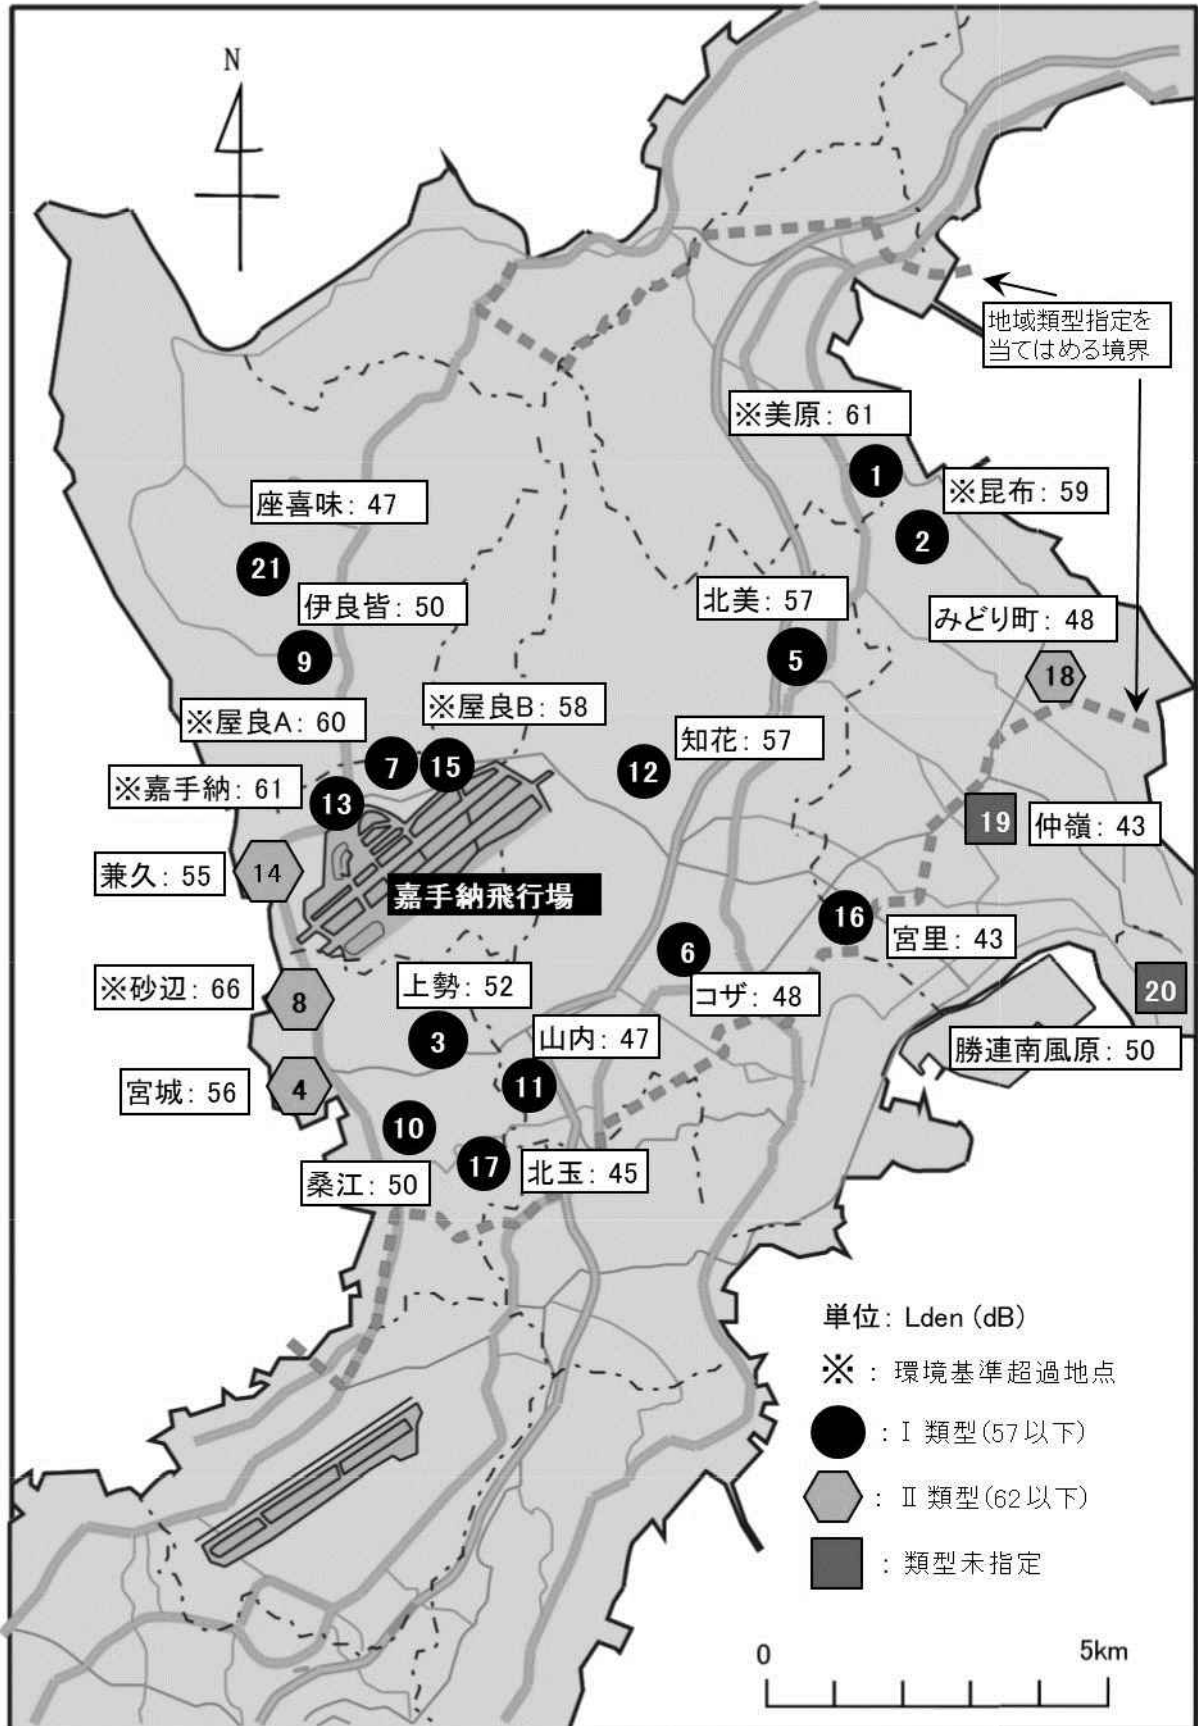 N
地域類型指定を
当てはめる境界
※美原: 61
1
※昆布: 59
2
座喜味: 47
21
北美: 57
5
伊良皆: 50
9
みどり町: 48
18
※屋良A: 60
※屋良B: 58
7
15
知花: 57
12
※嘉手納: 61
13
19
仲嶺: 43
兼久: 55
14
嘉手納飛行場
16
宮里: 43
6
コザ: 48
20
※砂辺: 66
8
上勢: 52
3
勝連南風原: 50
山内: 47
11
宮城: 56
4
10
桑江: 50
17
北玉: 45
単位: Lden (dB)
※ : 環境基準超過地点
: Ⅰ 類型(57以下)
: Ⅱ 類型(62以下)
: 類型未指定
0 5km